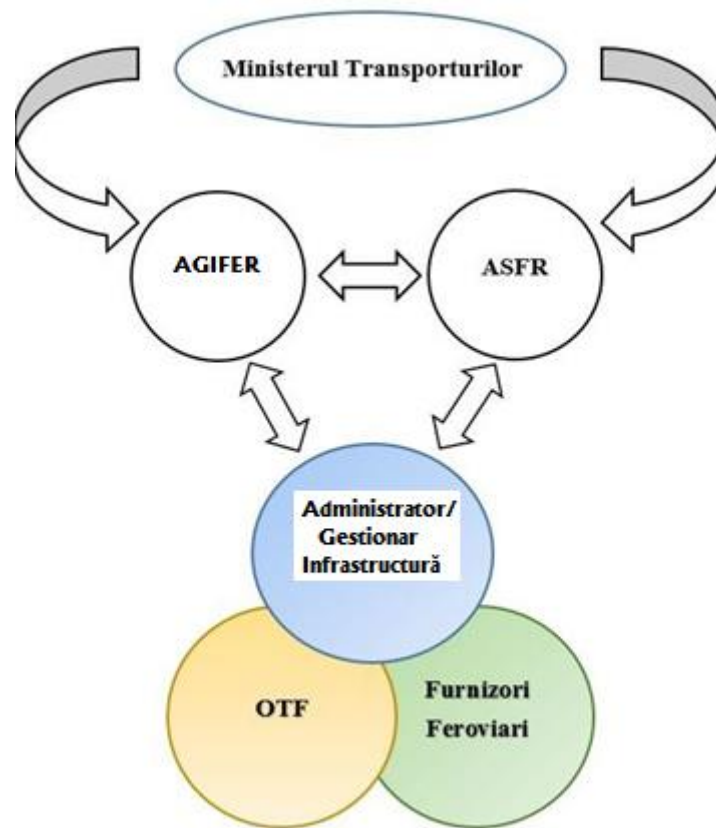 Ministerul Transporturilor
AGIFER
ASFR
Administrator/
Gestionar
Infrastructură
OTF
Furnizori
Feroviari